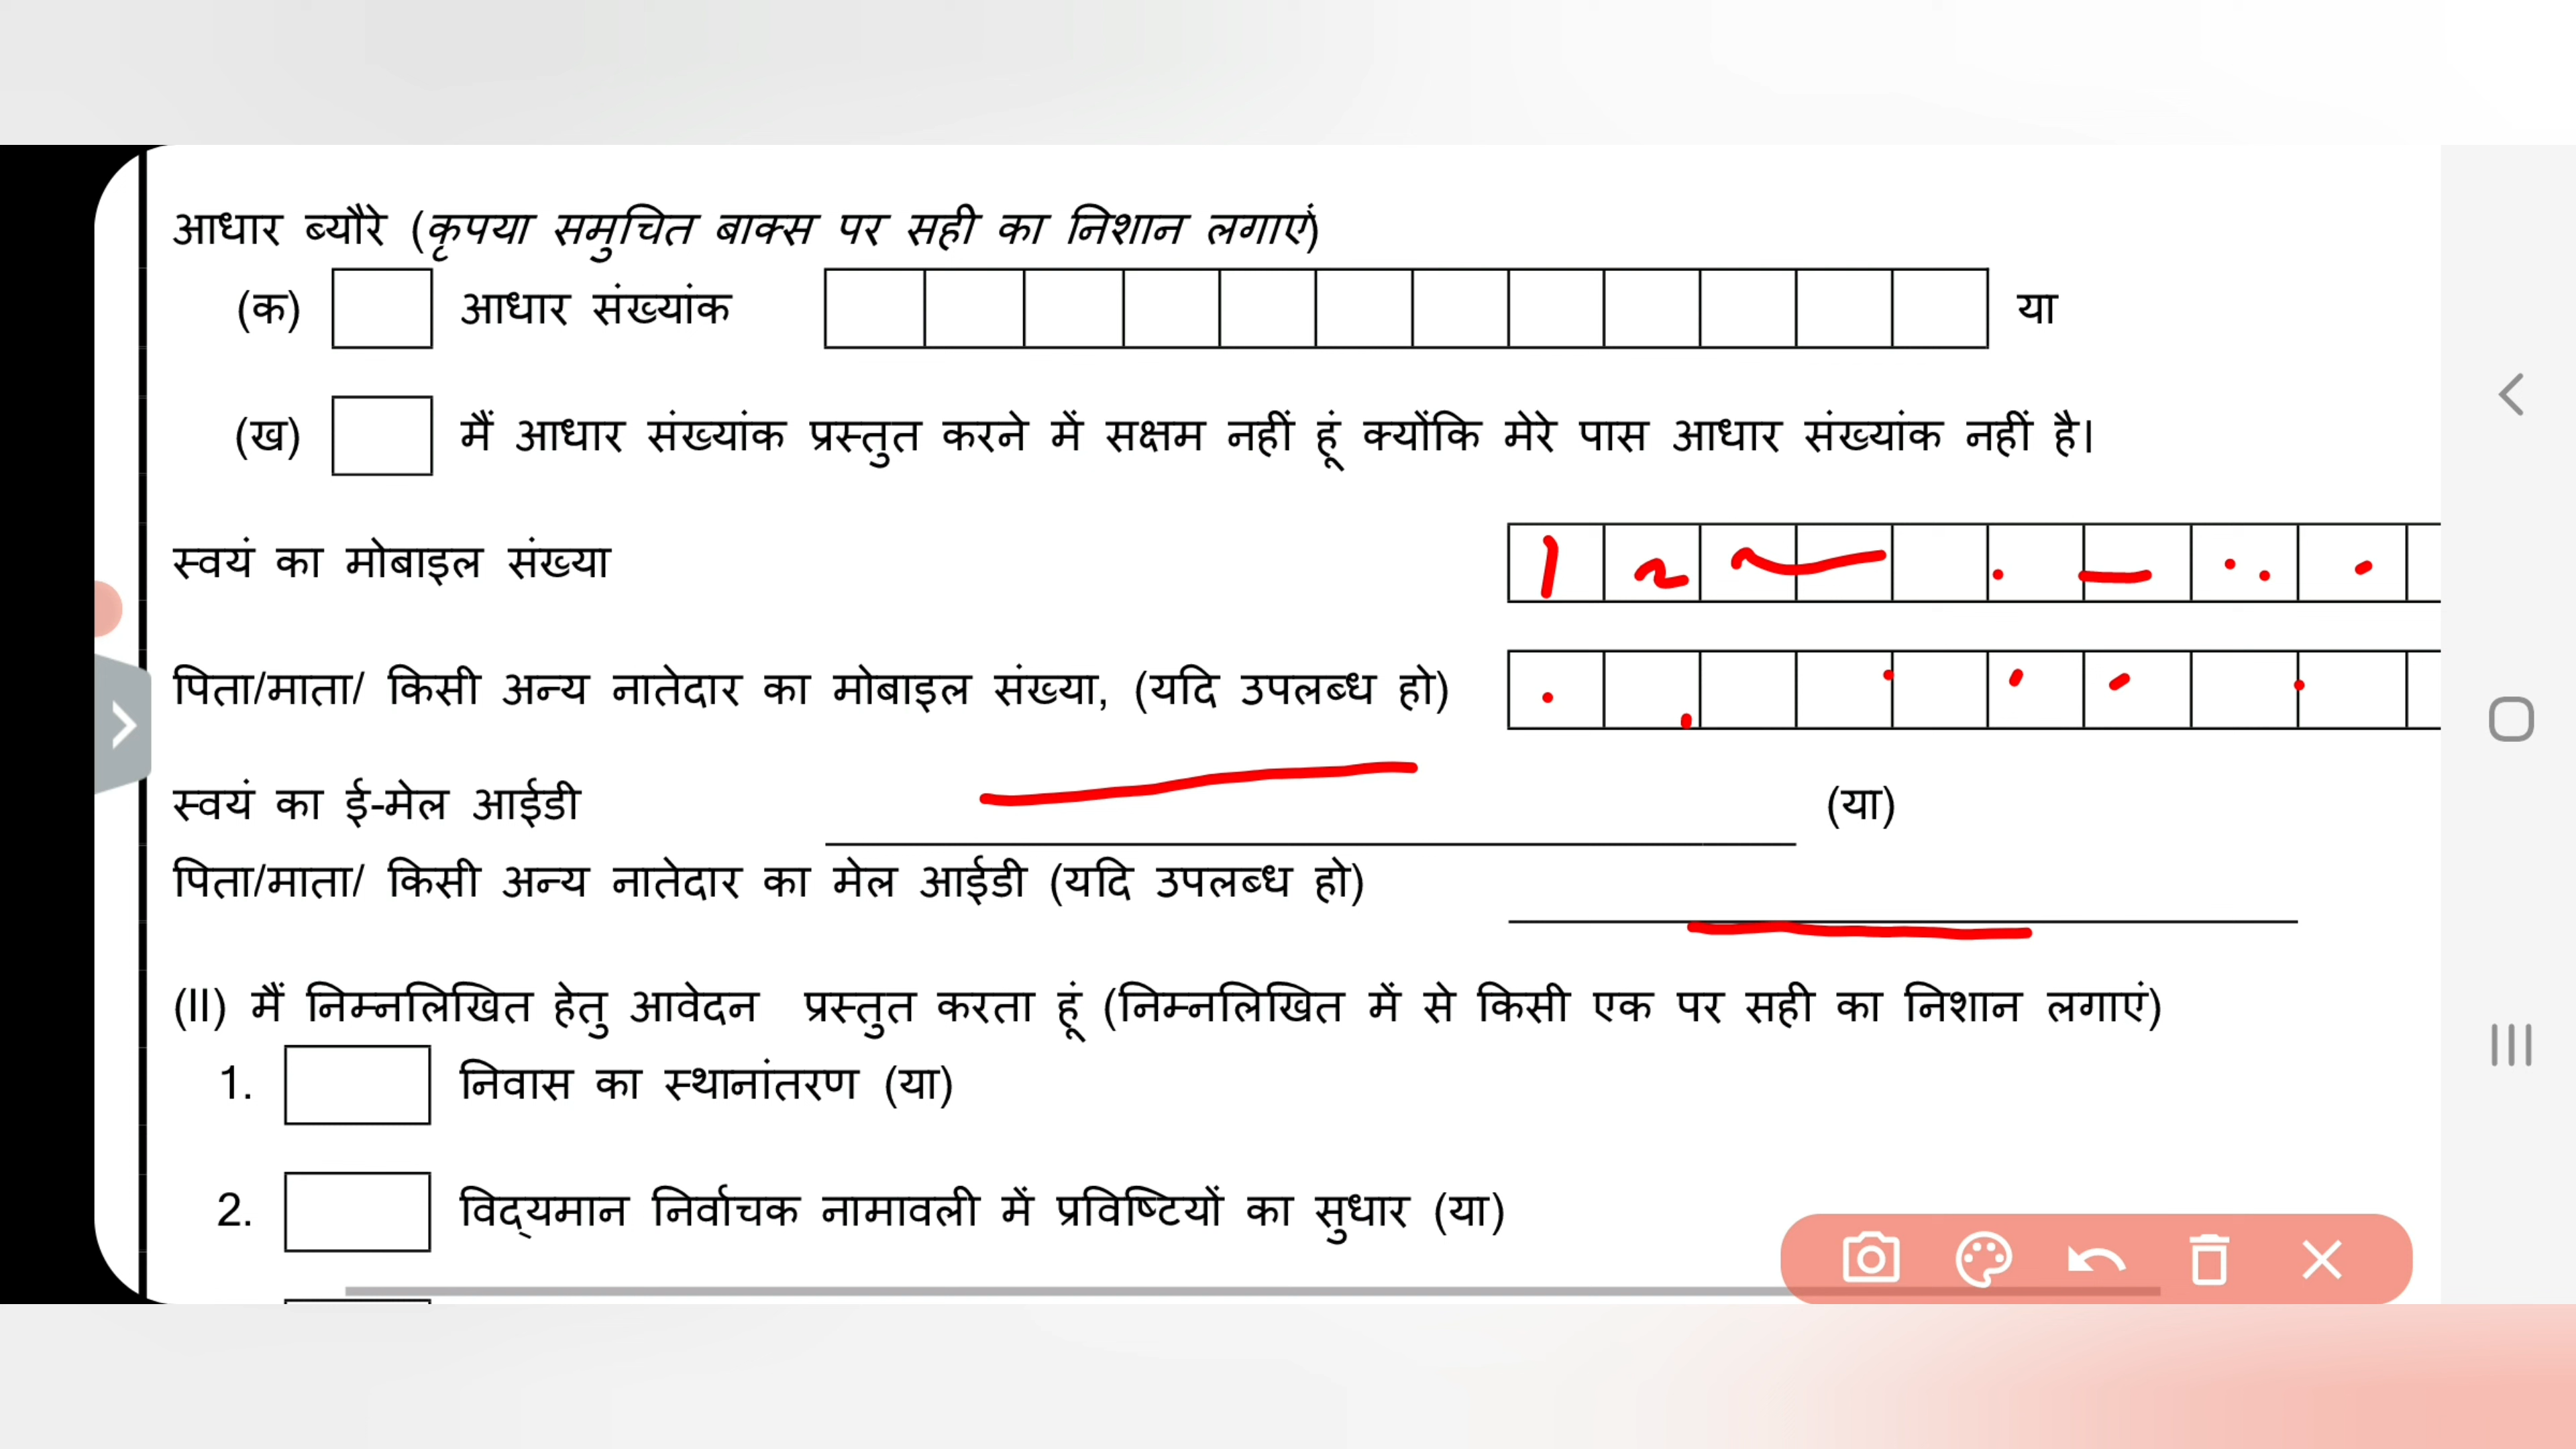 आधार ब्यौरे (कृपया समुचित बाक्स पर सही का निशान लगाएं)
(क) आधार संख्यांक या
(ख) मैं आधार संख्यांक प्रस्तुत करने में सक्षम नहीं हूं क्योंकि मेरे पास आधार संख्यांक नहीं है।
स्वयं का मोबाइल संख्या
पिता/माता/ किसी अन्य नातेदार का मोबाइल संख्या, (यदि उपलब्ध हो)
स्वयं का ई-मेल आईडी (या)
पिता/माता/ किसी अन्य नातेदार का मेल आईडी (यदि उपलब्ध हो)
(II) मैं निम्नलिखित हेतु आवेदन प्रस्तुत करता हूं (निम्नलिखित में से किसी एक पर सही का निशान लगाएं)
1. निवास का स्थानांतरण (या)
2. विद्यमान निर्वाचक नामावली में प्रविष्टियों का सुधार (या)